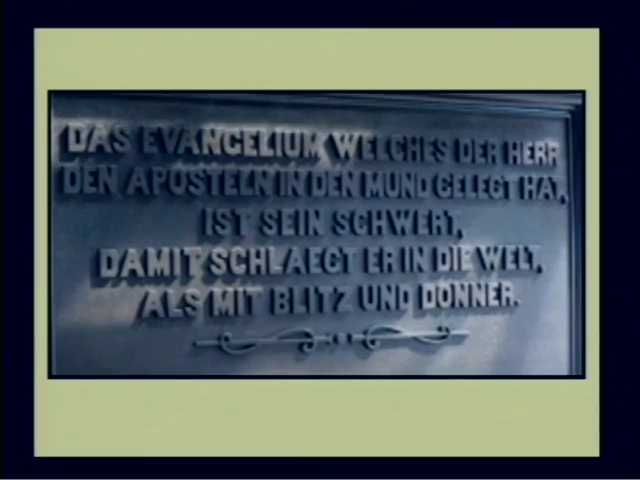 DAS EVANGELIUM, WELCHES DER HERR
DEN APOSTELN IN DEN MUND GELEGT HAT,
IST SEIN SCHWERT,
DAMIT SCHLAEGT ER IN DIE WELT,
ALS MIT BLITZ UND DONNER.